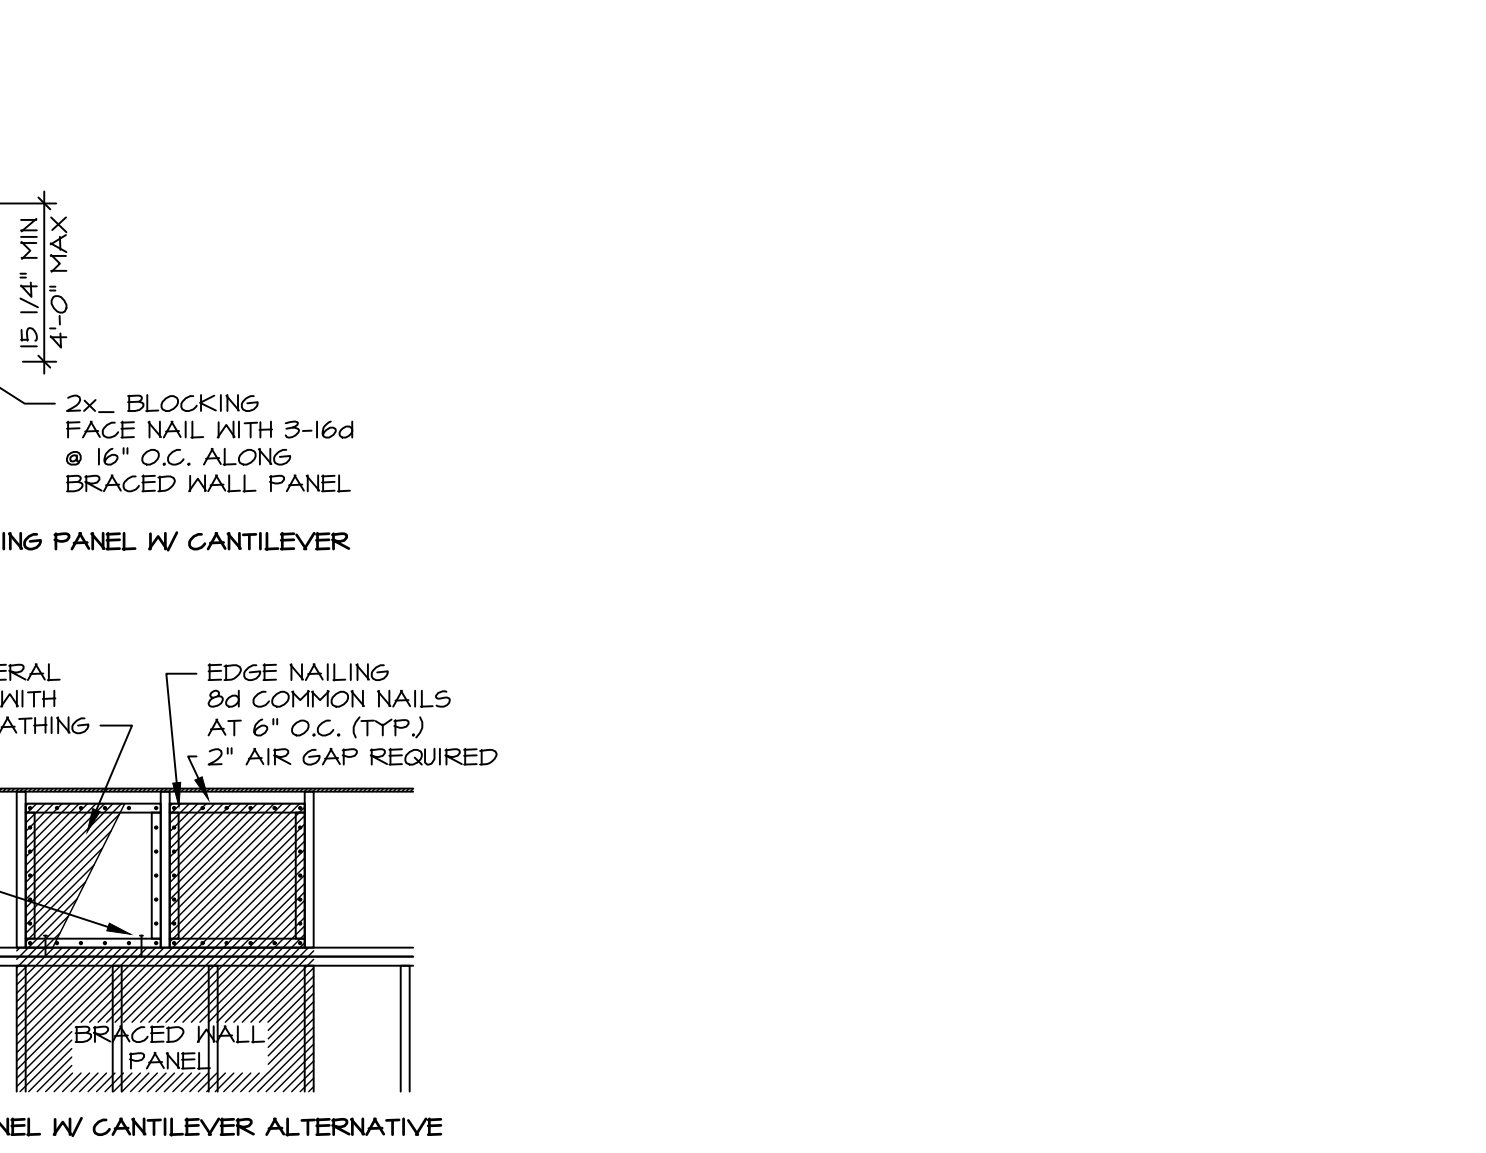 15 1/4" MIN
4'-0" MAX
2x_ BLOCKING
FACE NAIL WITH 3-16d
@ 16" O.C. ALONG
BRACED WALL PANEL
ING PANEL W/ CANTILEVER
ERAL
WITH
ATHING
EDGE NAILING
8d COMMON NAILS
AT 6" O.C. (TYP.)
2" AIR GAP REQUIRED
BRACED WALL
PANEL
NEL W/ CANTILEVER ALTERNATIVE